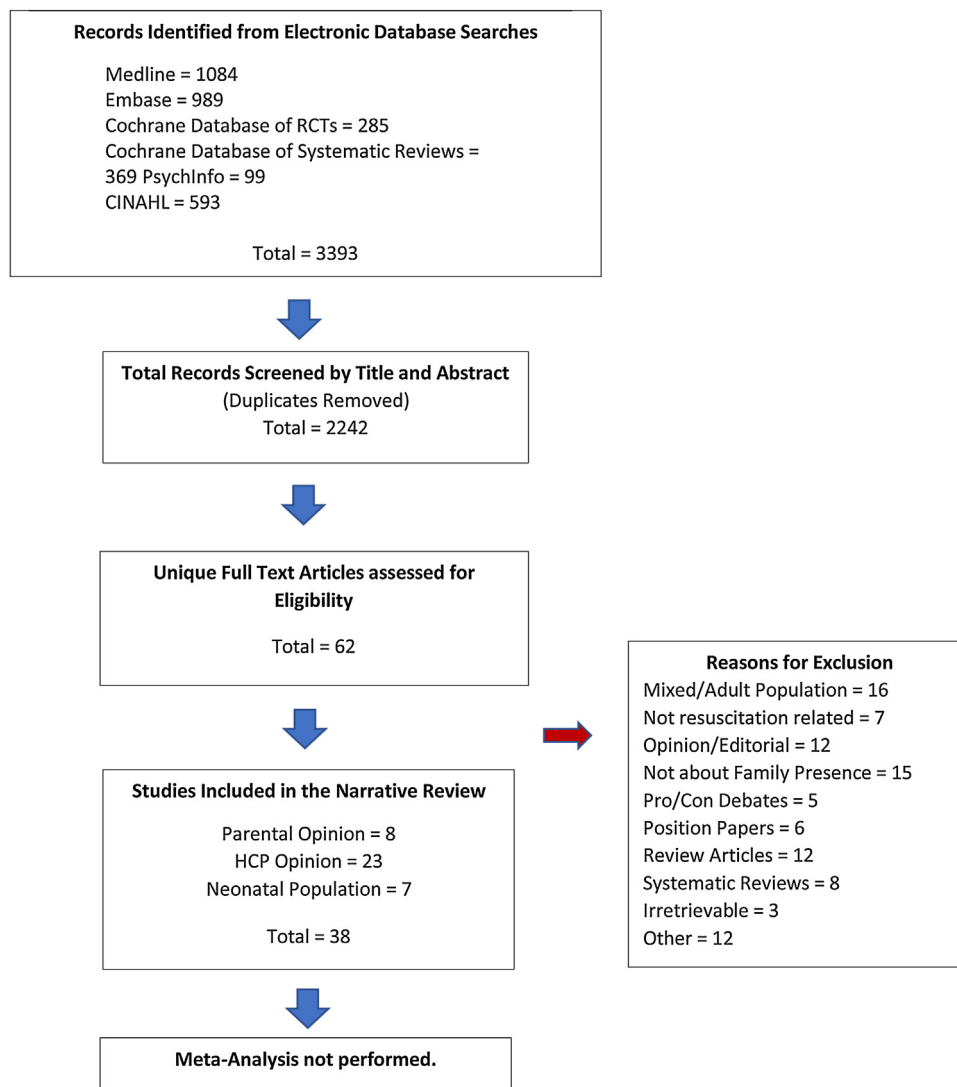 Records Identified from Electronic Database Searches
Medline = 1084
Embase = 989
Cochrane Database of RCTs = 285
Cochrane Database of Systematic Reviews =
369 PsychInfo = 99
CINAHL = 593
Total = 3393
Total Records Screened by Title and Abstract
(Duplicates Removed)
Total = 2242
Unique Full Text Articles assessed for
Eligibility
Total = 62
Reasons for Exclusion
Mixed/Adult Population = 16
Not resuscitation related = 7
Opinion/Editorial = 12
Not about Family Presence = 15
Pro/Con Debates = 5
Position Papers = 6
Review Articles = 12
Systematic Reviews = 8
Irretrievable = 3
Other = 12
Studies Included in the Narrative Review
Parental Opinion = 8
HCP Opinion = 23
Neonatal Population = 7
Total = 38
Meta-Analysis not performed.